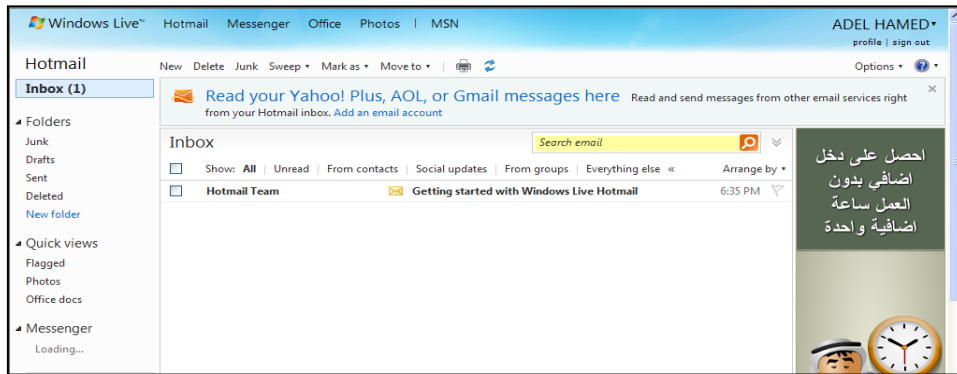 Windows Live™ Hotmail Messenger Office Photos | MSN ADEL HAMED
profile | sign out
Hotmail New Delete Junk Sweep Mark as Move to Options
Inbox (1)
Read your Yahoo! Plus, AOL, or Gmail messages here Read and send messages from other email services right
from your Hotmail inbox. Add an email account
Folders
Junk
Drafts
Sent
Deleted
New folder
Quick views
Flagged
Photos
Office docs
Messenger
Loading...
Inbox Search email
Show: All | Unread | From contacts | Social updates | From groups | Everything else « Arrange by
Hotmail Team Getting started with Windows Live Hotmail 6:35 PM
احصل على دخل
اضافي بدون
العمل ساعة
اضافية واحدة